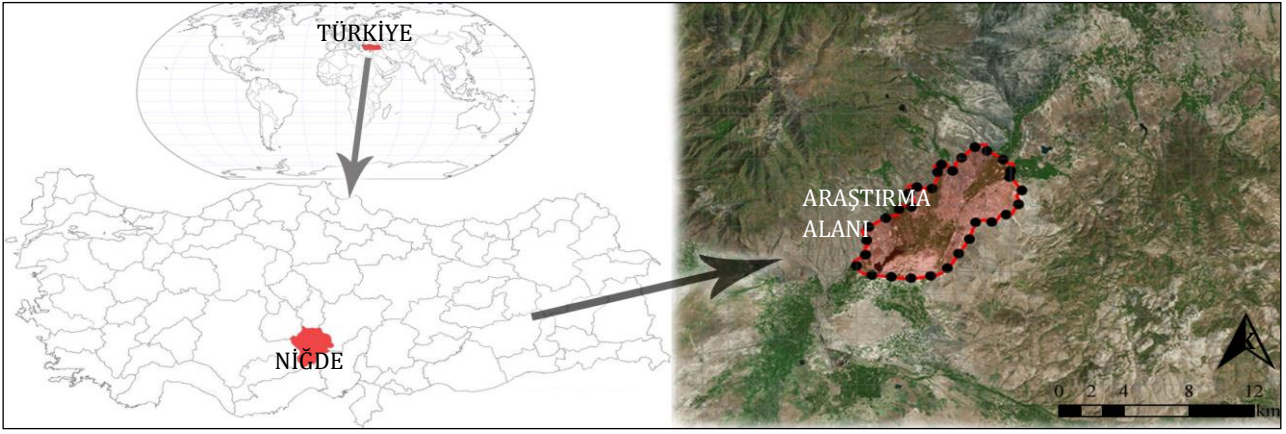 TÜRKİYE
NİĞDE
ARAŞTIRMA
ALANI
K
0 2 4 8 12
km